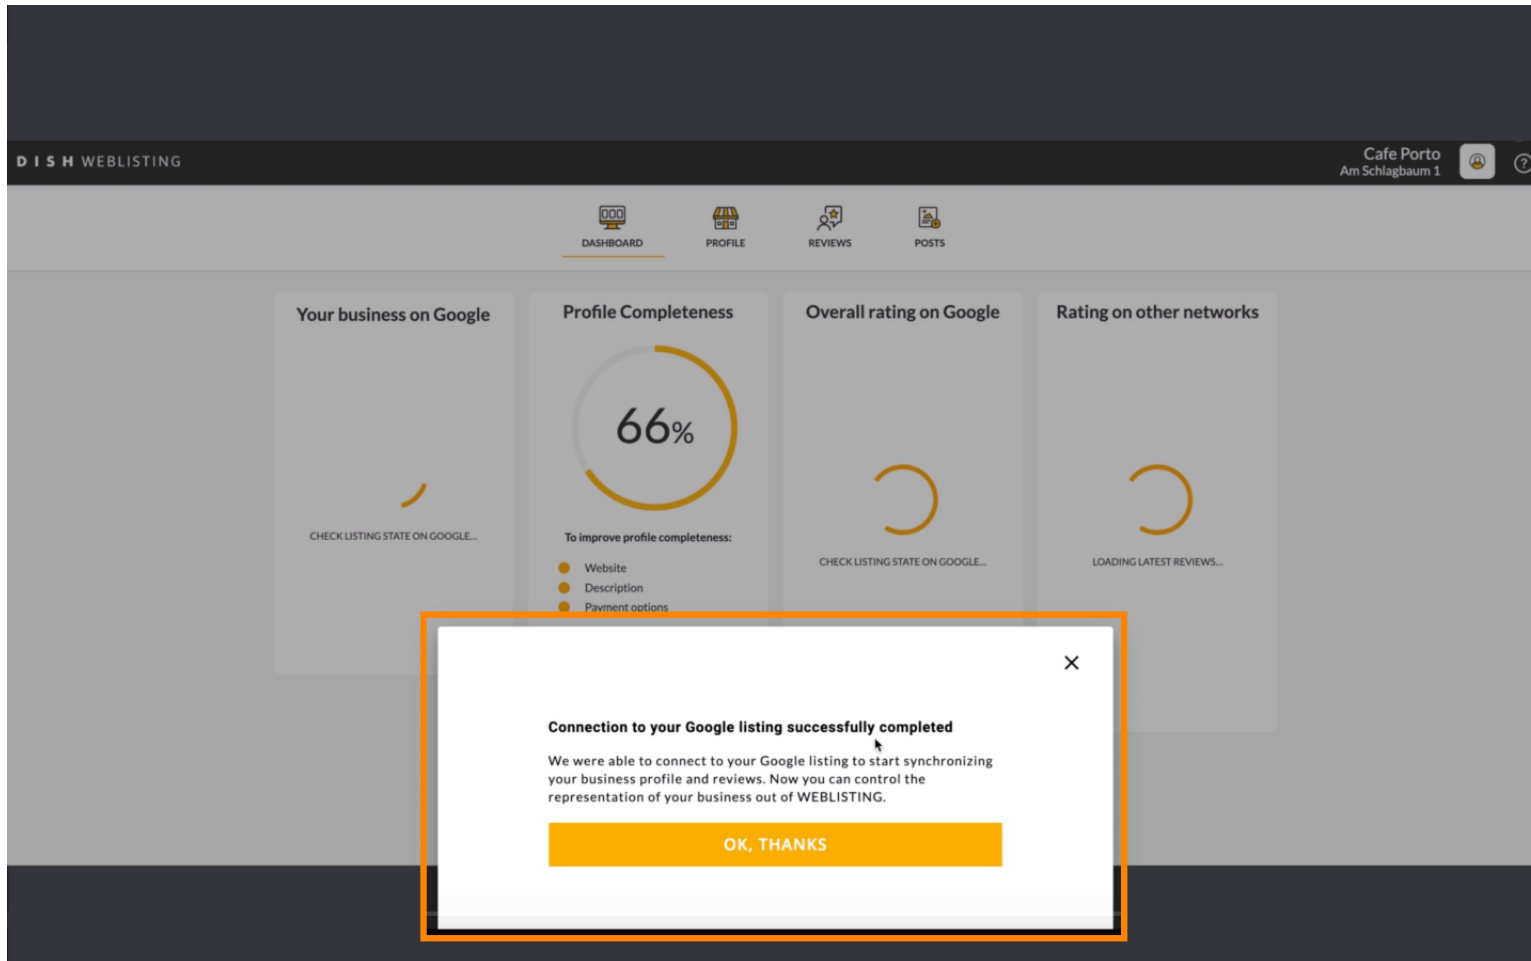 DISH WEBLISTING
Cafe Porto
Am Schlagbaum 1
?
DASHBOARD
PROFILE
REVIEWS
POSTS
Your business on Google
CHECK LISTING STATE ON GOOGLE...
Profile Completeness
66%
To improve profile completeness:
Website
Description
Payment options
Overall rating on Google
CHECK LISTING STATE ON GOOGLE...
Rating on other networks
LOADING LATEST REVIEWS...
Connection to your Google listing successfully completed
We were able to connect to your Google listing to start synchronizing
your business profile and reviews. Now you can control the
representation of your business out of WEBLISTING.
OK, THANKS